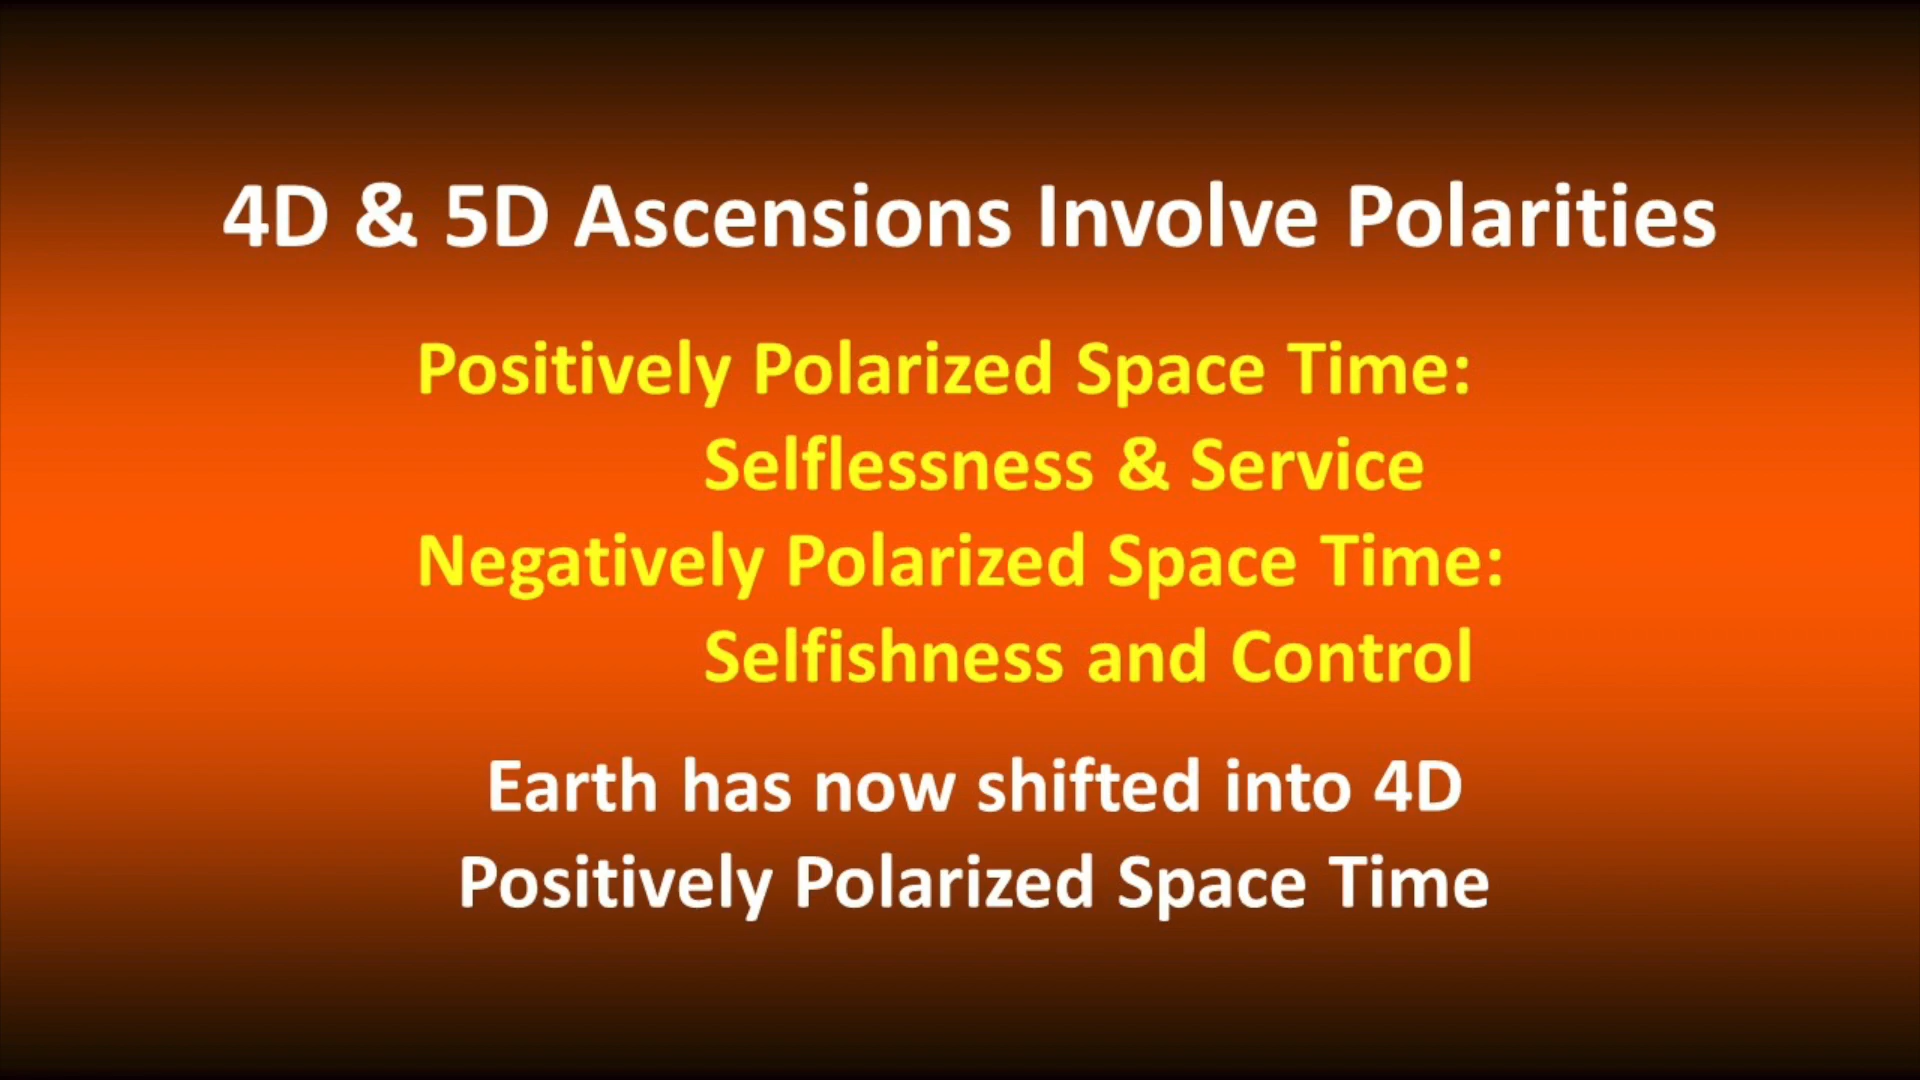 4D & 5D Ascensions Involve Polarities
Positively Polarized Space Time:
Selflessness & Service
Negatively Polarized Space Time:
Selfishness and Control
Earth has now shifted into 4D
Positively Polarized Space Time